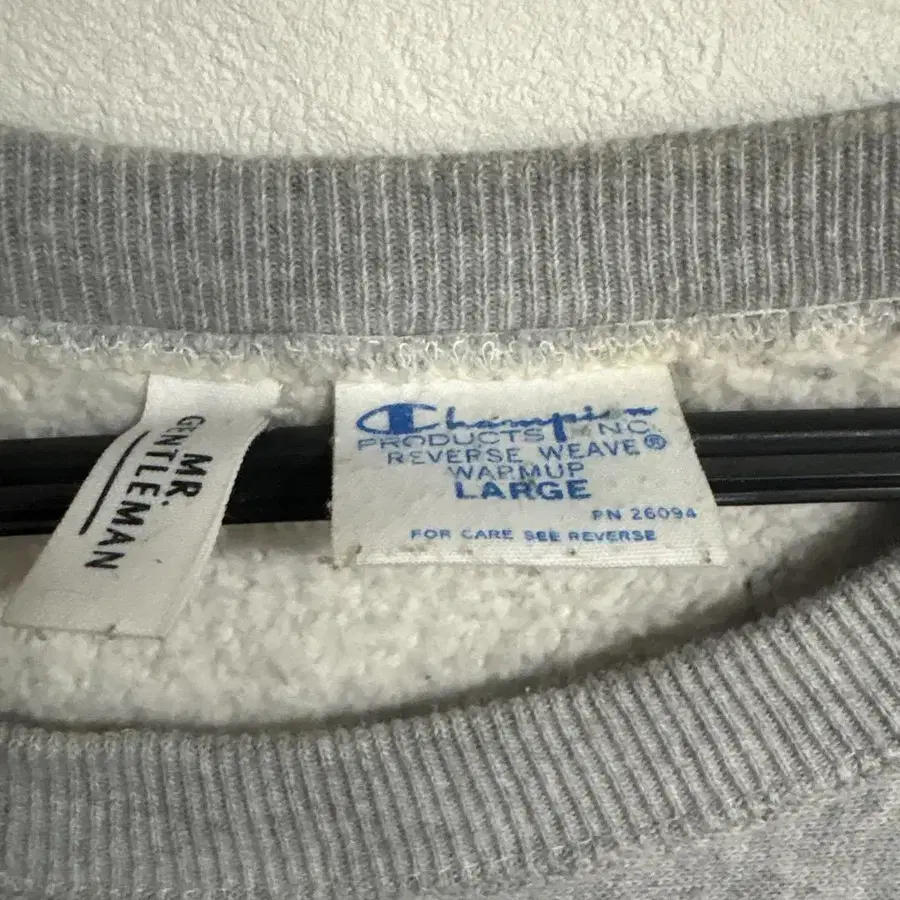 MR.
GENTLEMAN
Champion
PRODUCTS INC.
REVERSE WEAVE®
WARMUP
LARGE
PN 26094
FOR CARE SEE REVERSE